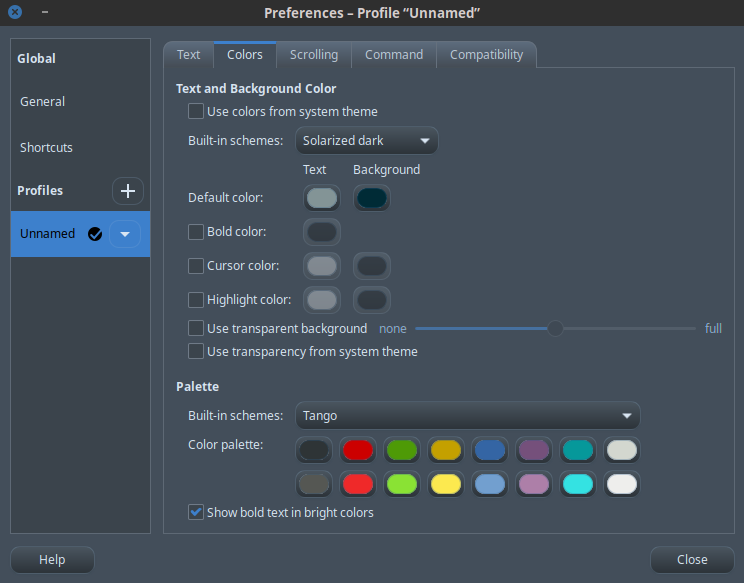 Preferences – Profile “Unnamed”
Global
General
Shortcuts
Profiles
Unnamed
Text Colors Scrolling Command Compatibility
Text and Background Color
Use colors from system theme
Built-in schemes: Solarized dark
Text Background
Default color:
Bold color:
Cursor color:
Highlight color:
Use transparent background none full
Use transparency from system theme
Palette
Built-in schemes: Tango
Color palette:
Show bold text in bright colors
Help Close